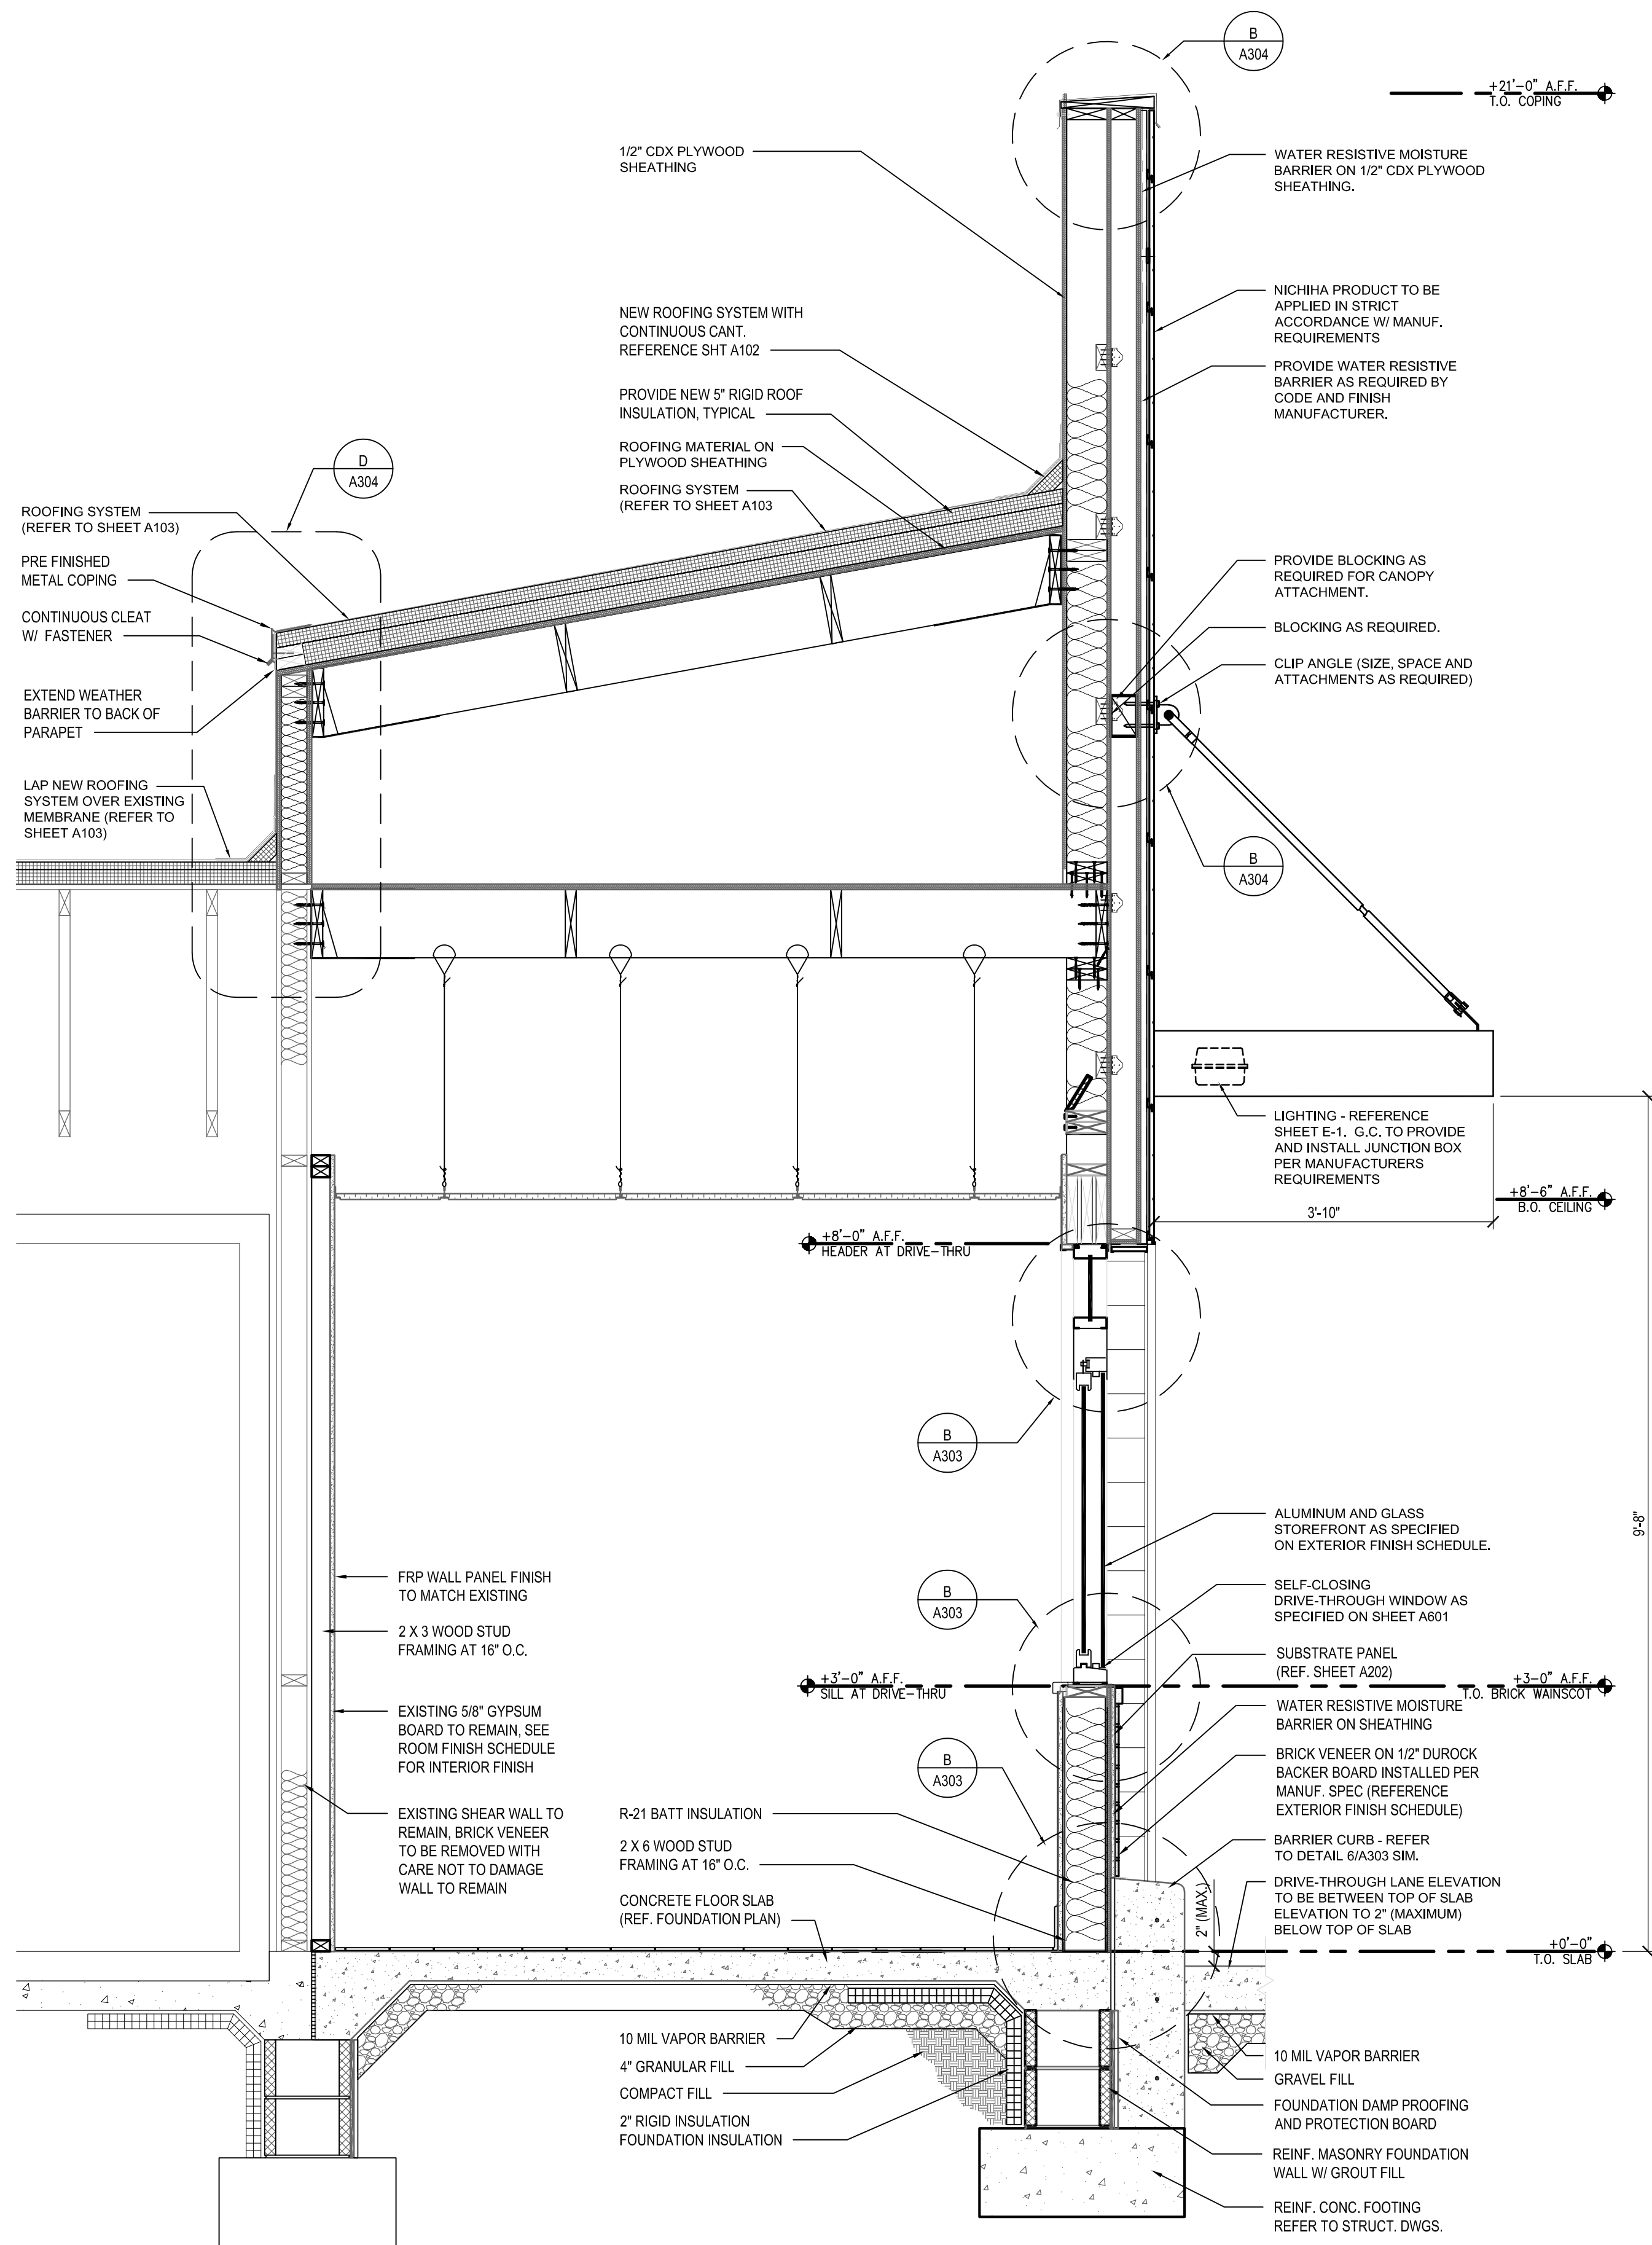 B
A304
+21'-0" A.F.F.
T.O. COPING
1/2" CDX PLYWOOD
SHEATHING
WATER RESISTIVE MOISTURE
BARRIER ON 1/2" CDX PLYWOOD
SHEATHING.
NICHIHA PRODUCT TO BE
APPLIED IN STRICT
ACCORDANCE W/ MANUF.
REQUIREMENTS
NEW ROOFING SYSTEM WITH
CONTINUOUS CANT.
REFERENCE SHT A102
PROVIDE WATER RESISTIVE
BARRIER AS REQUIRED BY
CODE AND FINISH
MANUFACTURER.
PROVIDE NEW 5" RIGID ROOF
INSULATION, TYPICAL
ROOFING MATERIAL ON
PLYWOOD SHEATHING
ROOFING SYSTEM
(REFER TO SHEET A103
D
A304
ROOFING SYSTEM
(REFER TO SHEET A103)
PRE FINISHED
METAL COPING
CONTINUOUS CLEAT
W/ FASTENER
EXTEND WEATHER
BARRIER TO BACK OF
PARAPET
LAP NEW ROOFING
SYSTEM OVER EXISTING
MEMBRANE (REFER TO
SHEET A103)
PROVIDE BLOCKING AS
REQUIRED FOR CANOPY
ATTACHMENT.
BLOCKING AS REQUIRED.
CLIP ANGLE (SIZE, SPACE AND
ATTACHMENTS AS REQUIRED)
B
A304
LIGHTING - REFERENCE
SHEET E-1. G.C. TO PROVIDE
AND INSTALL JUNCTION BOX
PER MANUFACTURERS
REQUIREMENTS
+8'-6" A.F.F.
B.O. CEILING
3'-10"
+8'-0" A.F.F.
HEADER AT DRIVE-THRU
B
A303
9'-8"
ALUMINUM AND GLASS
STOREFRONT AS SPECIFIED
ON EXTERIOR FINISH SCHEDULE.
FRP WALL PANEL FINISH
TO MATCH EXISTING
B
A303
SELF-CLOSING
DRIVE-THROUGH WINDOW AS
SPECIFIED ON SHEET A601
2 X 3 WOOD STUD
FRAMING AT 16" O.C.
SUBSTRATE PANEL
(REF. SHEET A202)
+3'-0" A.F.F.
SILL AT DRIVE-THRU
+3-0" A.F.F.
T.O. BRICK WAINSCOT
EXISTING 5/8" GYPSUM
BOARD TO REMAIN, SEE
ROOM FINISH SCHEDULE
FOR INTERIOR FINISH
WATER RESISTIVE MOISTURE
BARRIER ON SHEATHING
B
A303
BRICK VENEER ON 1/2" DUROCK
BACKER BOARD INSTALLED PER
MANUF. SPEC (REFERENCE
EXTERIOR FINISH SCHEDULE)
EXISTING SHEAR WALL TO
REMAIN, BRICK VENEER
TO BE REMOVED WITH
CARE NOT TO DAMAGE
WALL TO REMAIN
R-21 BATT INSULATION
2 X 6 WOOD STUD
FRAMING AT 16" O.C.
CONCRETE FLOOR SLAB
(REF. FOUNDATION PLAN)
BARRIER CURB - REFER
TO DETAIL 6/A303 SIM.
2" (MAX.)
DRIVE-THROUGH LANE ELEVATION
TO BE BETWEEN TOP OF SLAB
ELEVATION TO 2" (MAXIMUM)
BELOW TOP OF SLAB
+0'-0"
T.O. SLAB
10 MIL VAPOR BARRIER
4" GRANULAR FILL
COMPACT FILL
2" RIGID INSULATION
FOUNDATION INSULATION
10 MIL VAPOR BARRIER
GRAVEL FILL
FOUNDATION DAMP PROOFING
AND PROTECTION BOARD
REINF. MASONRY FOUNDATION
WALL W/ GROUT FILL
REINF. CONC. FOOTING
REFER TO STRUCT. DWGS.